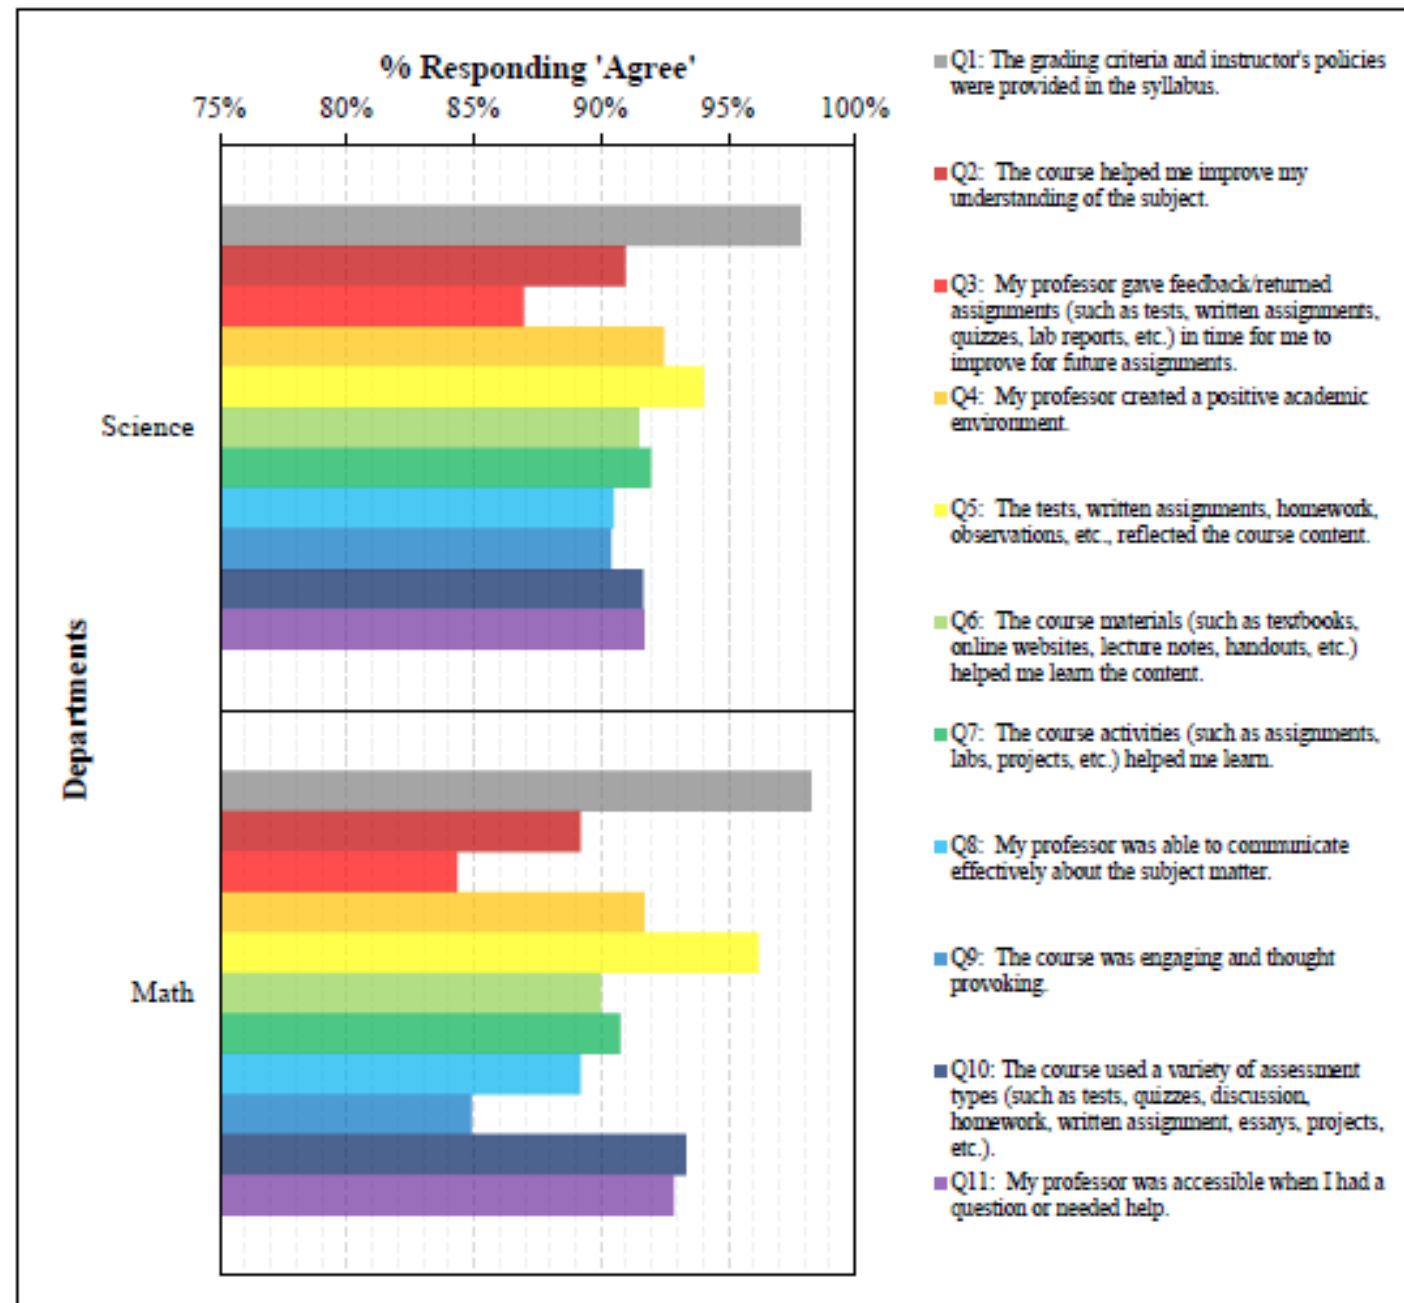 % Responding 'Agree'
75% 80% 85% 90% 95% 100%
Departments
Science
Math
Q1: The grading criteria and instructor's policies
were provided in the syllabus.
Q2: The course helped me improve my
understanding of the subject.
Q3: My professor gave feedback/returned
assignments (such as tests, written assignments,
quizzes, lab reports, etc.) in time for me to
improve for future assignments.
Q4: My professor created a positive academic
environment.
Q5: The tests, written assignments, homework,
observations, etc., reflected the course content.
Q6: The course materials (such as textbooks,
online websites, lecture notes, handouts, etc.)
helped me learn the content.
Q7: The course activities (such as assignments,
labs, projects, etc.) helped me learn.
Q8: My professor was able to communicate
effectively about the subject matter.
Q9: The course was engaging and thought
provoking.
Q10: The course used a variety of assessment
types (such as tests, quizzes, discussion,
homework, written assignment, essays, projects,
etc.).
Q11: My professor was accessible when I had a
question or needed help.